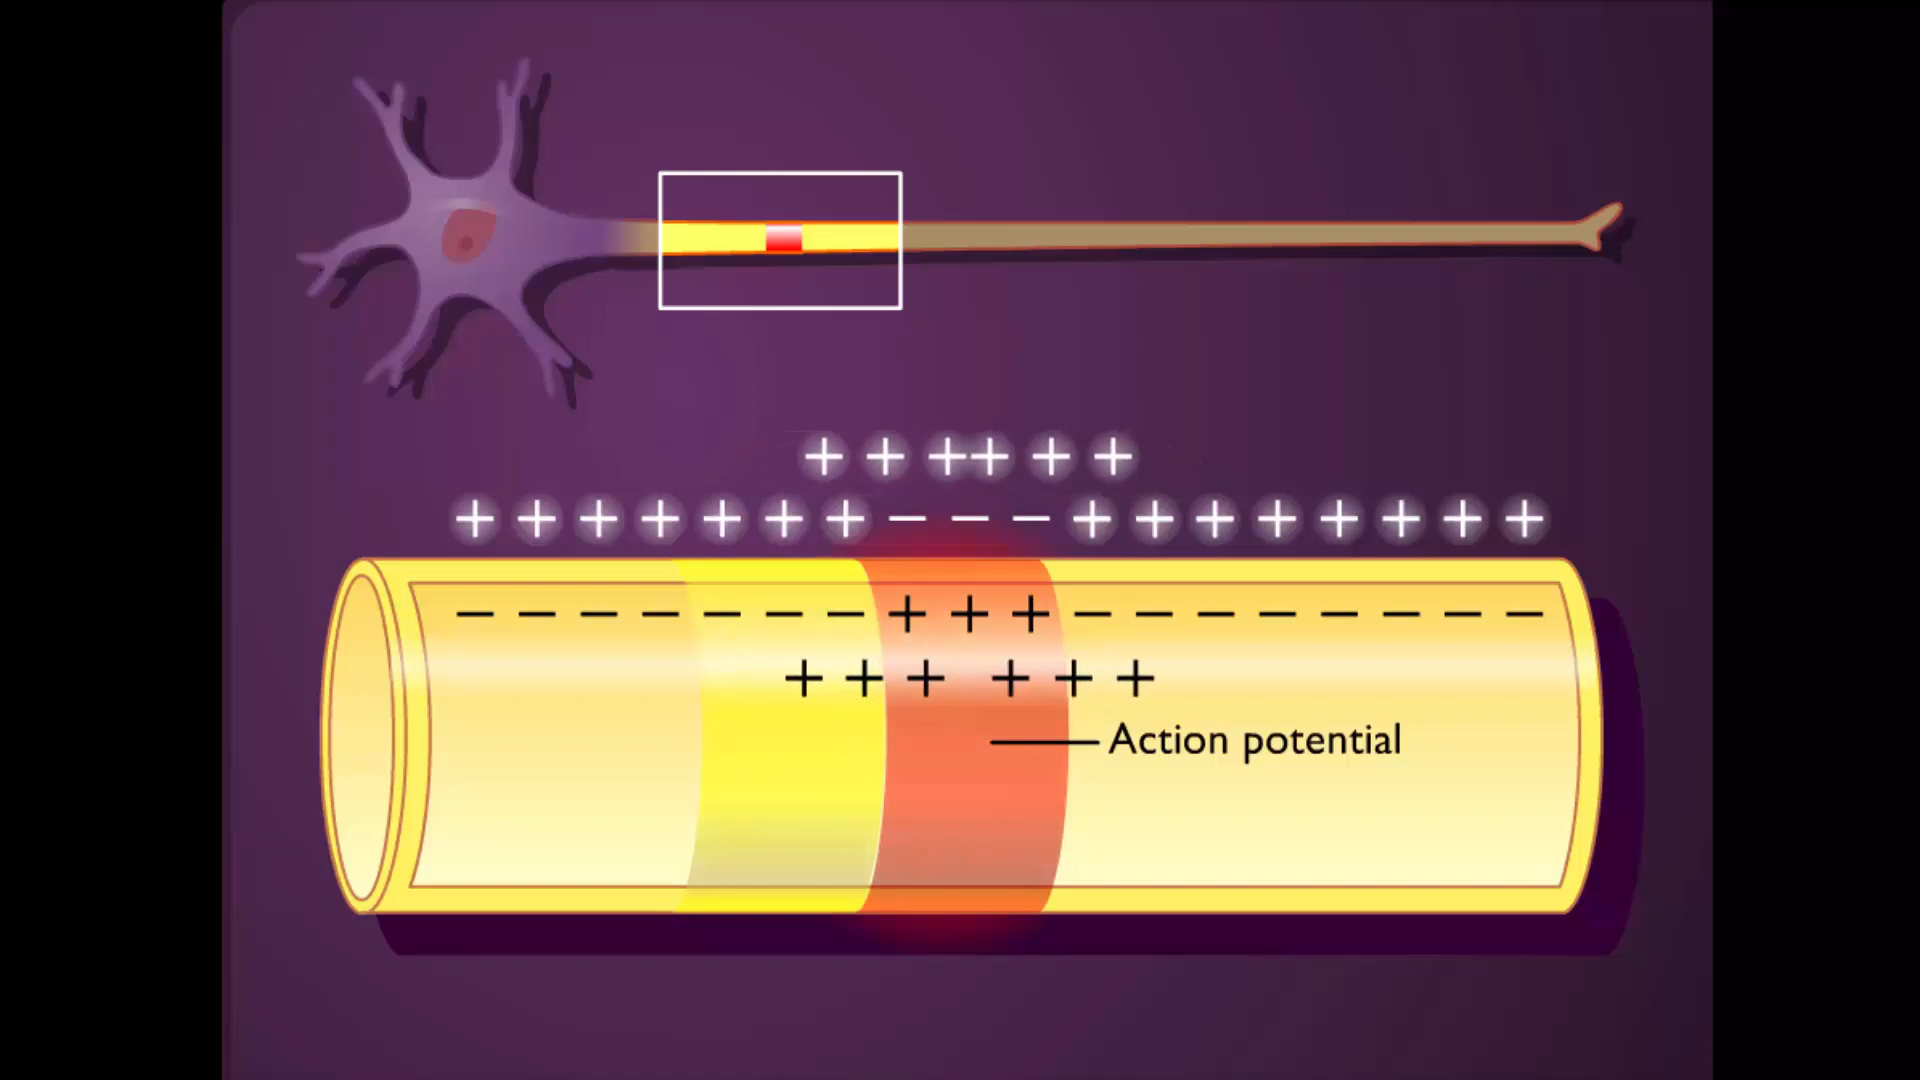 + + + + + +
+ + + + + + + − − − + + + + + + + +
− − − − − − − + + + − − − − − − − −
+ + + + + +
Action potential